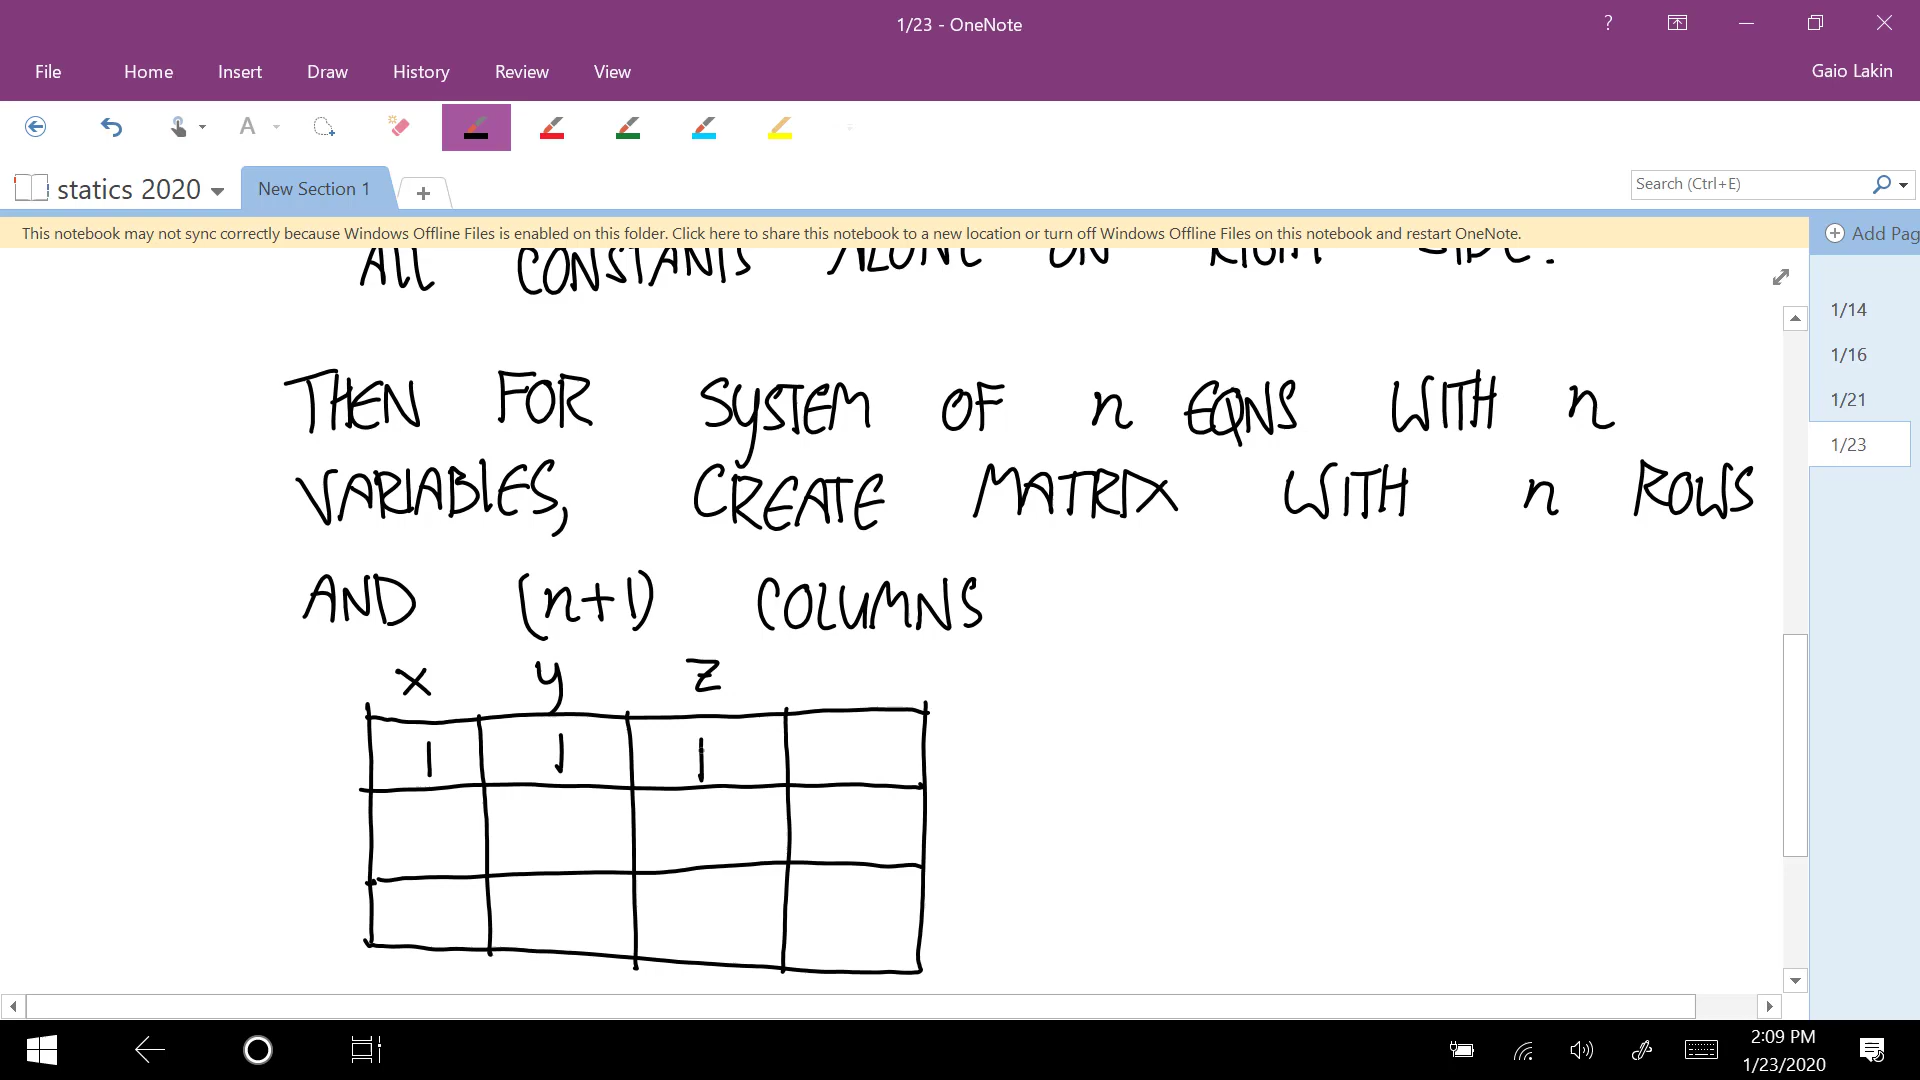 1/23 - OneNote
File Home Insert Draw History Review View Gaio Lakin
statics 2020 New Section 1 Search (Ctrl+E)
This notebook may not sync correctly because Windows Offline Files is enabled on this folder. Click here to share this notebook to a new location or turn off Windows Offline Files on this notebook and restart OneNote.
Add Pag
ALL CONSTANTS ALONE ON RIGHT SIDE.
1/14
1/16
1/21
1/23
THEN FOR SYSTEM OF n EQNS WITH n
VARIABLES, CREATE MATRIX WITH n ROWS
AND (n+1) COLUMNS
x y z
1 1 1
2:09 PM
1/23/2020